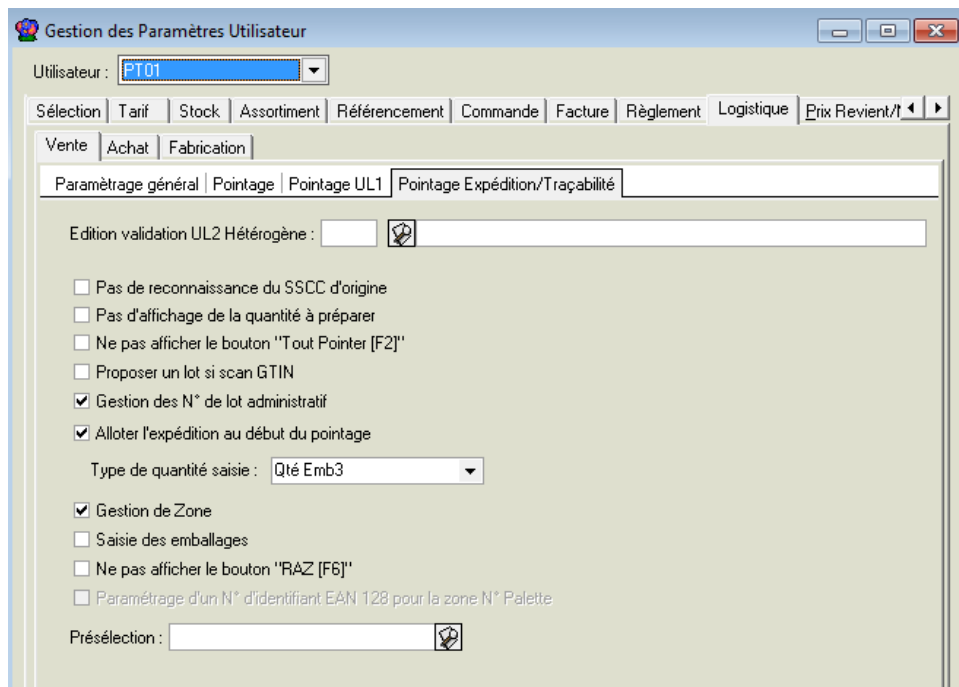 Gestion des Paramètres Utilisateur
Utilisateur : PT01
Sélection Tarif Stock Assortiment Référencement Commande Facture Règlement Logistique Prix Revient/
Vente Achat Fabrication
Paramètrage général Pointage Pointage UL1 Pointage Expédition/Traçabilité
Edition validation UL2 Hétérogène :
Pas de reconnaissance du SSCC d'origine
Pas d'affichage de la quantité à préparer
Ne pas afficher le bouton "Tout Pointer [F2]"
Proposer un lot si scan GTIN
Gestion des N° de lot administratif
Alloter l'expédition au début du pointage
Type de quantité saisie : Qté Emb3
Gestion de Zone
Saisie des emballages
Ne pas afficher le bouton "RAZ [F6]"
Paramétrage d'un N° d'identifiant EAN 128 pour la zone N° Palette
Présélection :